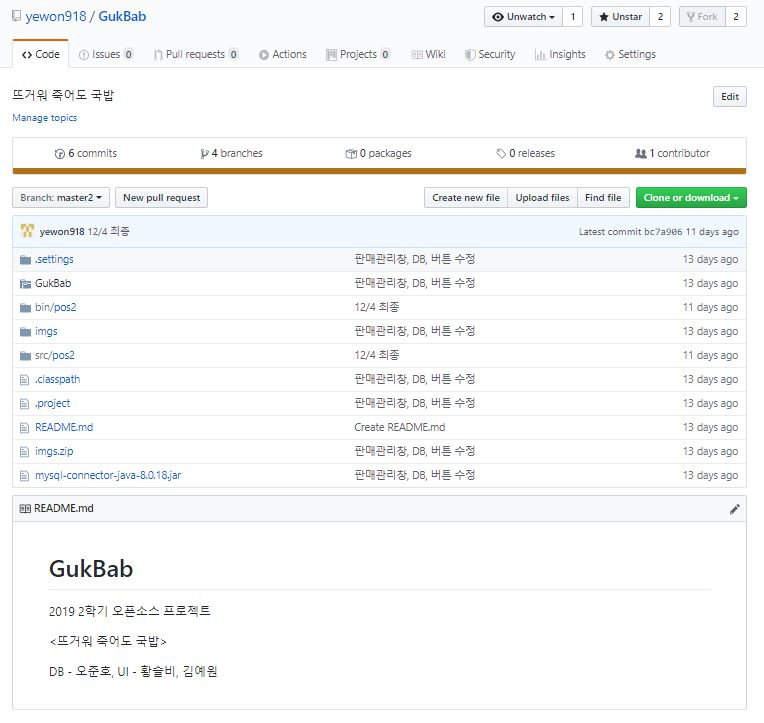 yewon918 / GukBab
Unwatch 1 Unstar 2 Fork 2
Code Issues 0 Pull requests 0 Actions Projects 0 Wiki Security Insights Settings
뜨거워 죽어도 국밥 Edit
Manage topics
6 commits 4 branches 0 packages 0 releases 1 contributor
Branch: master2 New pull request Create new file Upload files Find file Clone or download
yewon918 12/4 최종 Latest commit bc7a906 11 days ago
.settings 판매관리창, DB, 버튼 수정 13 days ago
GukBab 판매관리창, DB, 버튼 수정 13 days ago
bin/pos2 12/4 최종 11 days ago
imgs 판매관리창, DB, 버튼 수정 13 days ago
src/pos2 12/4 최종 11 days ago
.classpath 판매관리창, DB, 버튼 수정 13 days ago
.project 판매관리창, DB, 버튼 수정 13 days ago
README.md Create README.md 13 days ago
imgs.zip 판매관리창, DB, 버튼 수정 13 days ago
mysql-connector-java-8.0.18.jar 판매관리창, DB, 버튼 수정 13 days ago
README.md
GukBab
2019 2학기 오픈소스 프로젝트
<뜨거워 죽어도 국밥>
DB - 오준호, UI - 황슬비, 김예원